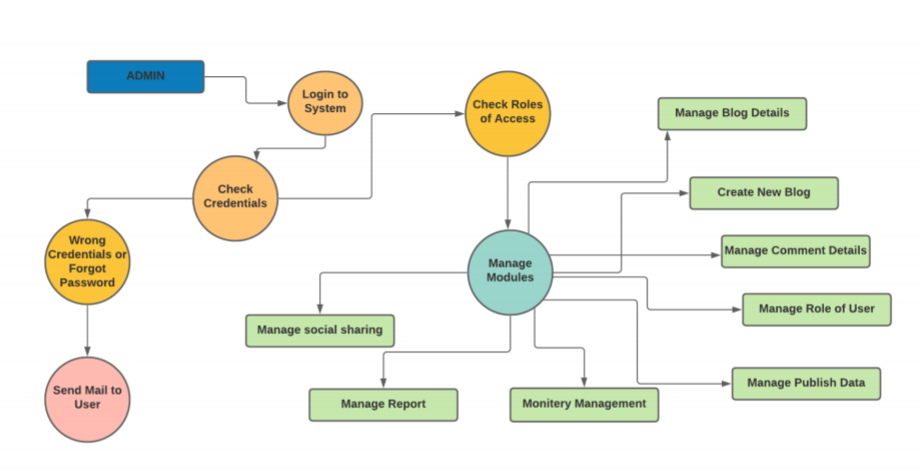 ADMIN
Login to
System
Check Roles
of Access
Manage Blog Details
Check
Credentials
Create New Blog
Wrong
Credentials or
Forgot
Password
Manage
Modules
Manage Comment Details
Manage Role of User
Manage social sharing
Manage Publish Data
Send Mail to
User
Manage Report
Monitery Management